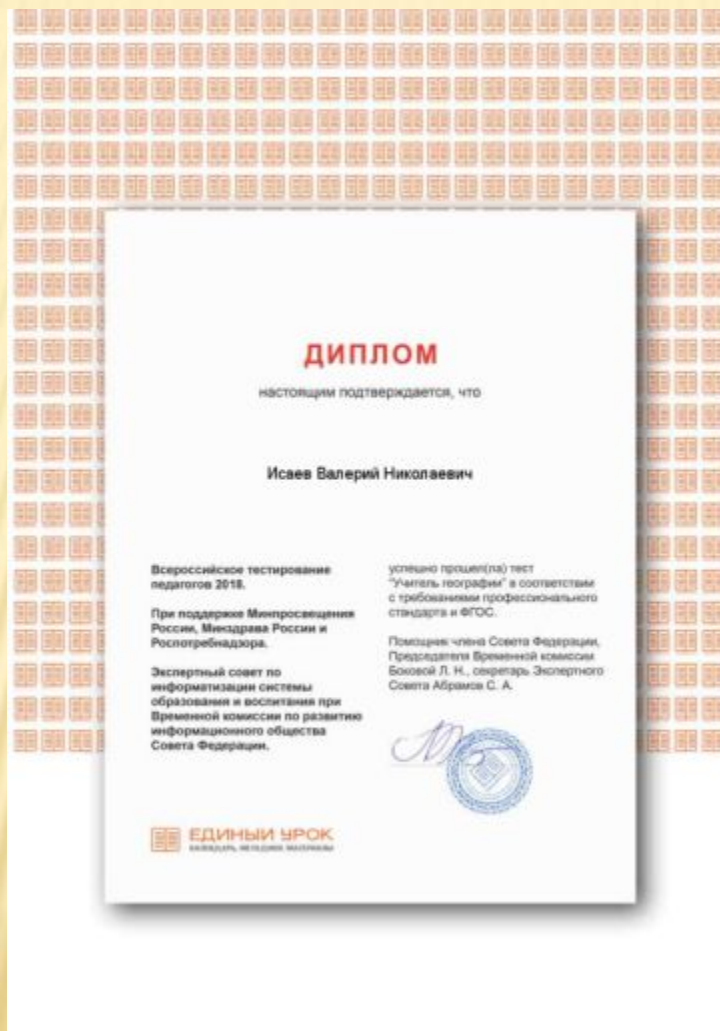 ДИПЛОМ
настоящим подтверждается, что
Исаев Валерий Николаевич
Всероссийское тестирование
педагогов 2018.
При поддержке Минпросвещения
России, Минздрава России и
Роспотребнадзора.
Экспертный совет по
информатизации системы
образования и воспитания при
Временной комиссии по развитию
информационного общества
Совета Федерации.
успешно прошел(ла) тест
"Учитель географии" в соответствии
с требованиями профессионального
стандарта и ФГОС.
Помощник члена Совета Федерации,
Председателя Временной комиссии
Боковой Л. Н., секретарь Экспертного
Совета Абрамов С. А.
ЕДИНЫЙ УРОК
КАЛЕНДАРЬ, МЕТОДИКИ, МАТЕРИАЛЫ